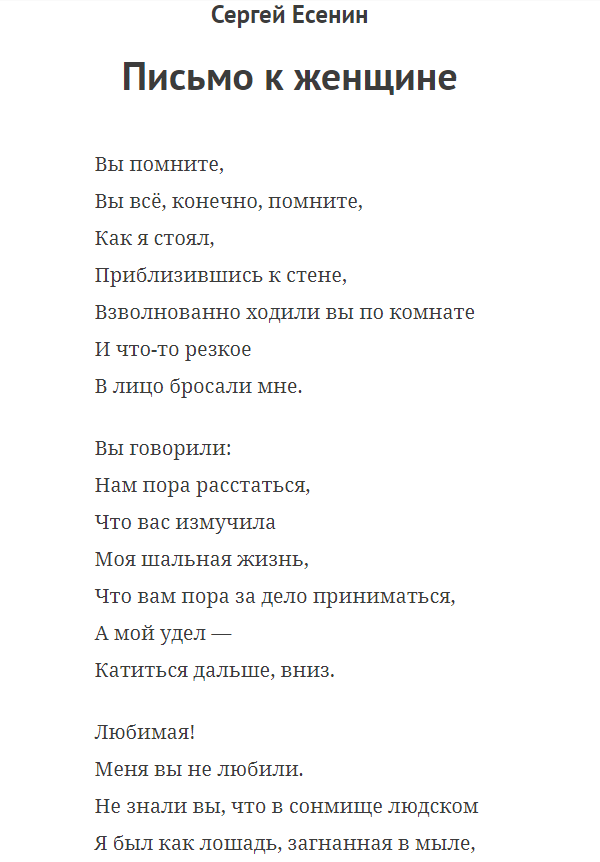 Сергей Есенин
Письмо к женщине
Вы помните,
Вы всё, конечно, помните,
Как я стоял,
Приблизившись к стене,
Взволнованно ходили вы по комнате
И что-то резкое
В лицо бросали мне.
Вы говорили:
Нам пора расстаться,
Что вас измучила
Моя шальная жизнь,
Что вам пора за дело приниматься,
А мой удел —
Катиться дальше, вниз.
Любимая!
Меня вы не любили.
Не знали вы, что в сонмище людском
Я был как лошадь, загнанная в мыле,